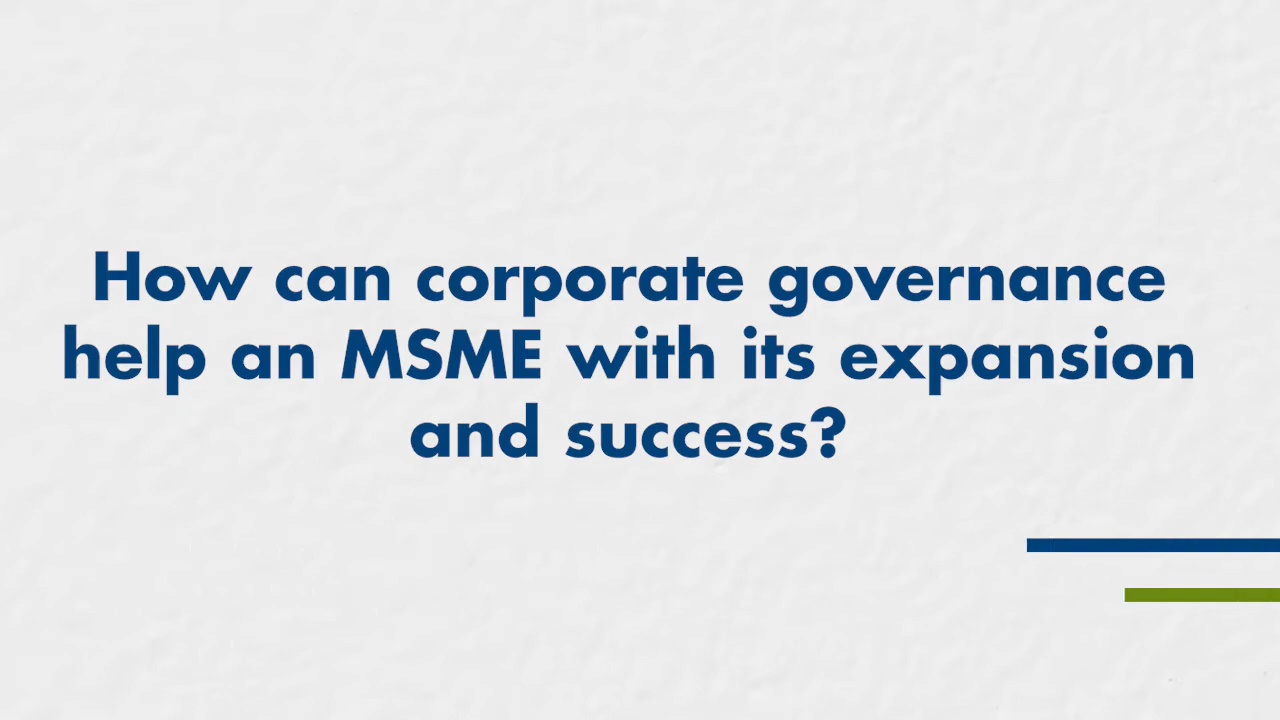 How can corporate governance
help an MSME with its expansion
and success?